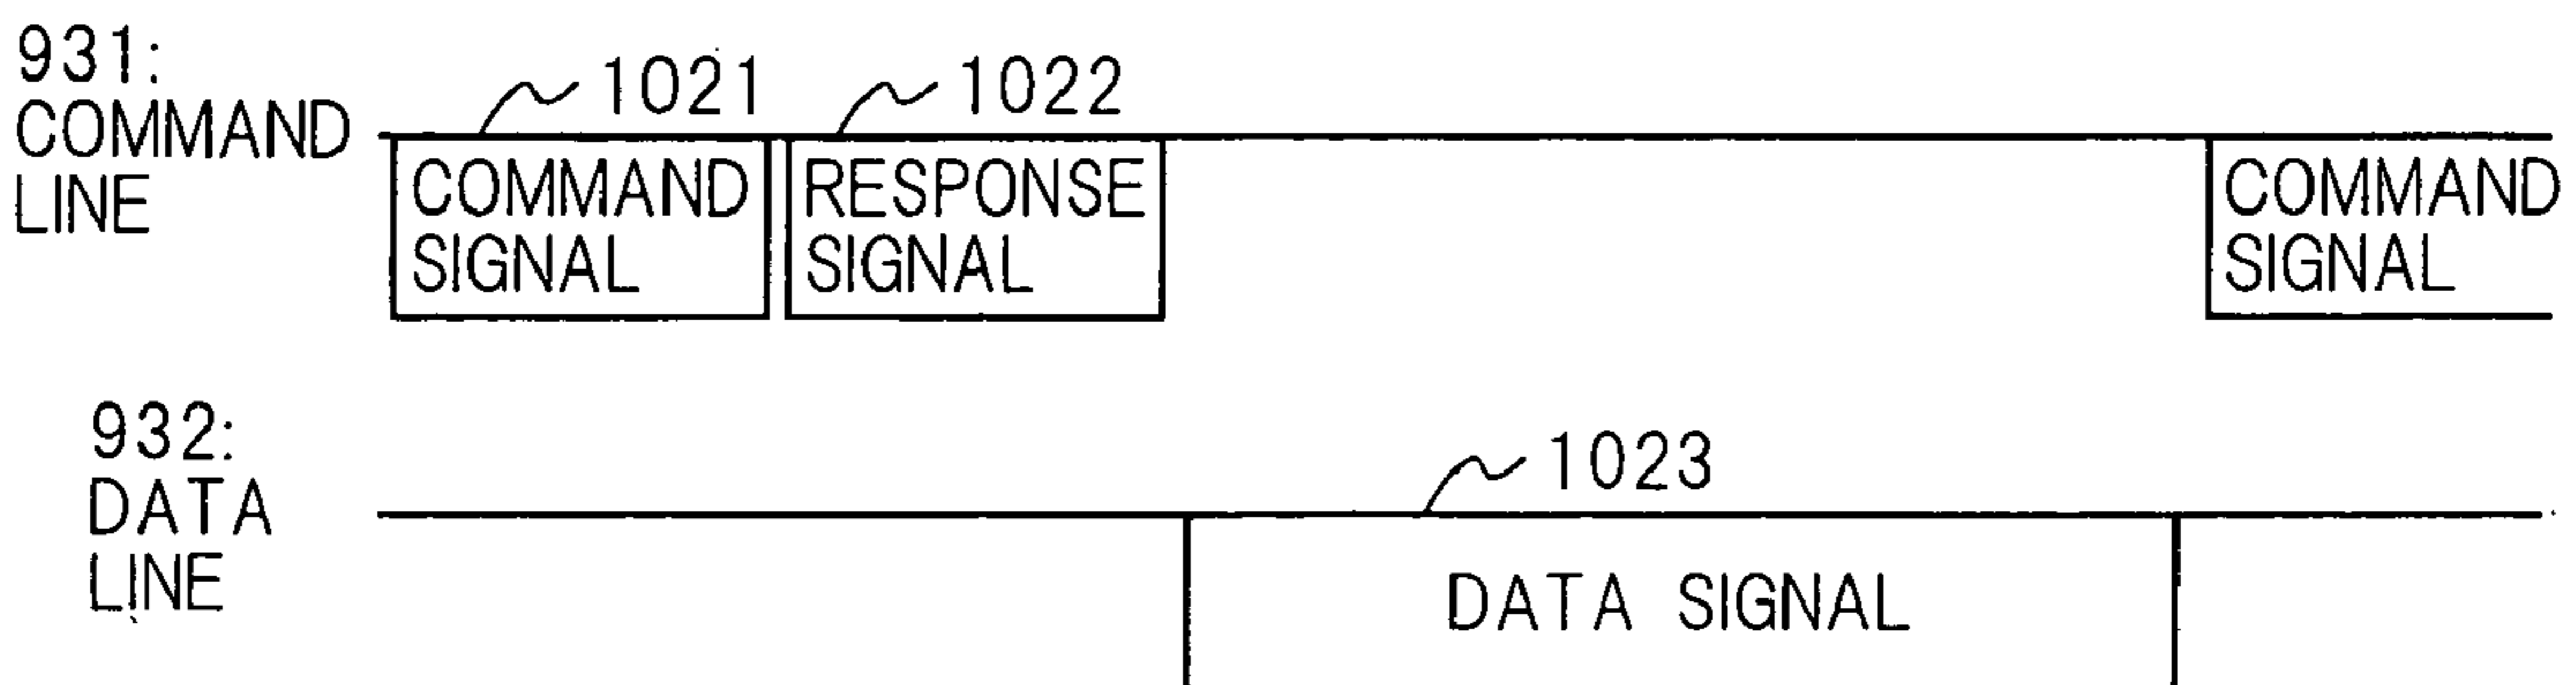 931:
COMMAND
LINE
1021
1022
COMMAND
SIGNAL
RESPONSE
SIGNAL
COMMAND
SIGNAL
932:
DATA
LINE
1023
DATA SIGNAL